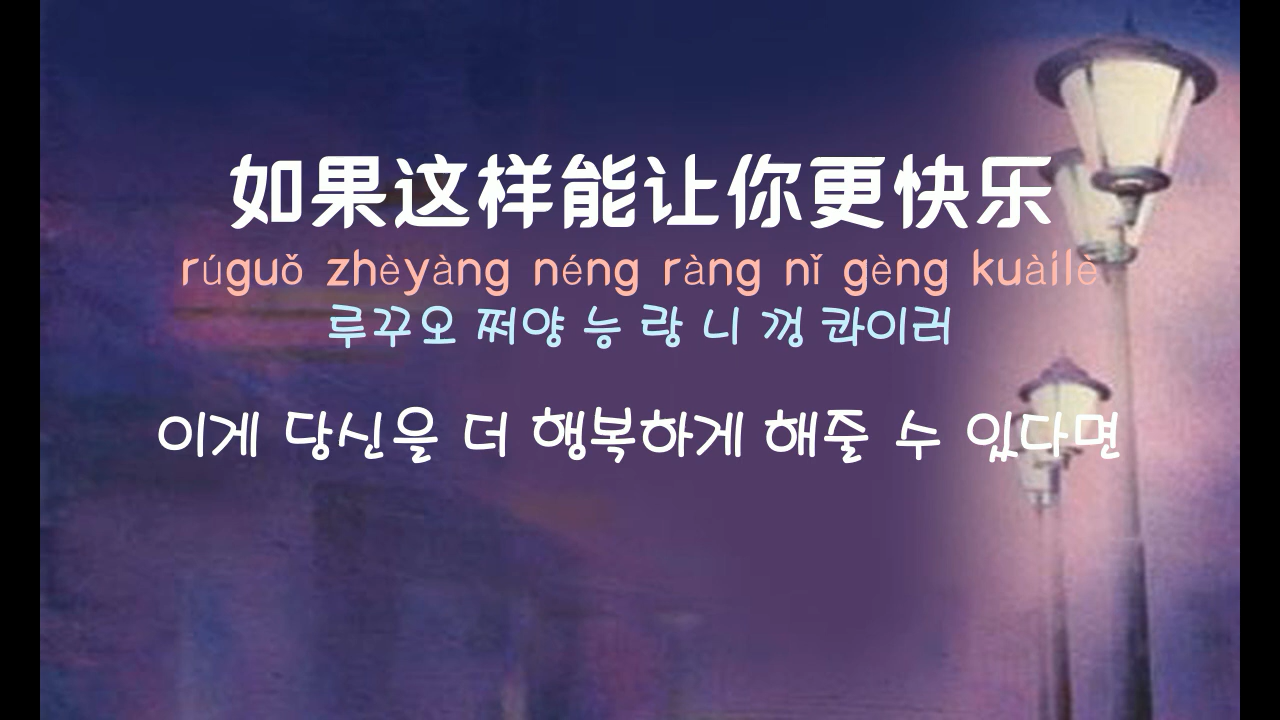 如果这样能让你更快乐
rúguǒ zhèyàng néng ràng nǐ gèng kuàilè
루꾸오 쩌양 능 랑 니 껑 콰이러
이게 당신을 더 행복하게 해줄 수 있다면